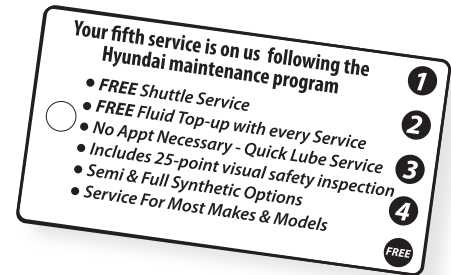 Your fifth service is on us following the
Hyundai maintenance program
• FREE Shuttle Service
• FREE Fluid Top-up with every Service
• No Appt Necessary - Quick Lube Service
• Includes 25-point visual safety inspection
• Semi & Full Synthetic Options
• Service For Most Makes & Models
1
2
3
4
FREE